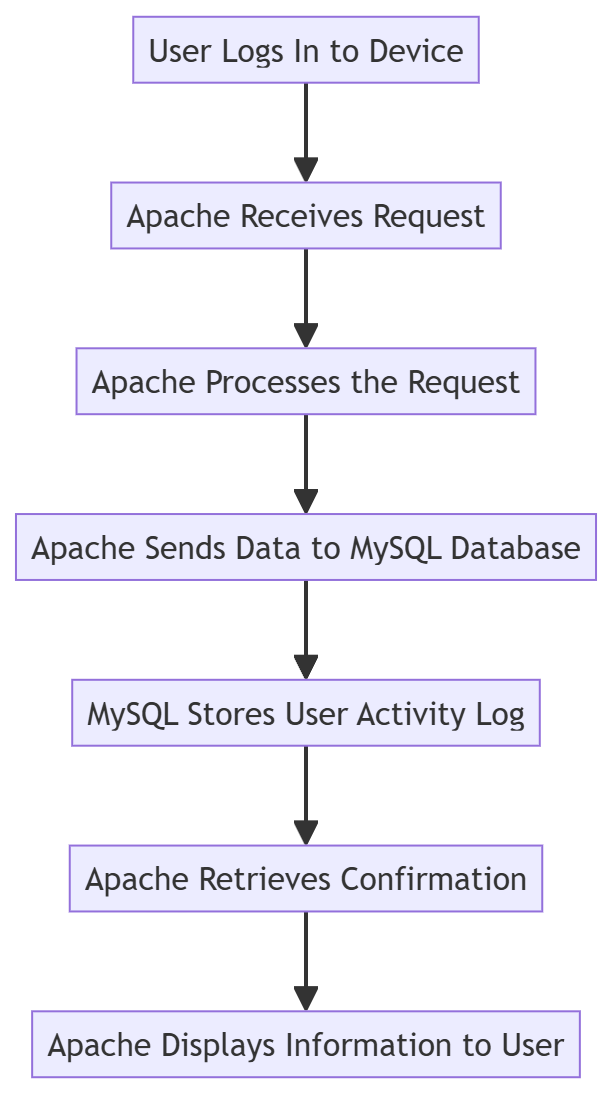 User Logs In to Device
Apache Receives Request
Apache Processes the Request
Apache Sends Data to MySQL Database
MySQL Stores User Activity Log
Apache Retrieves Confirmation
Apache Displays Information to User